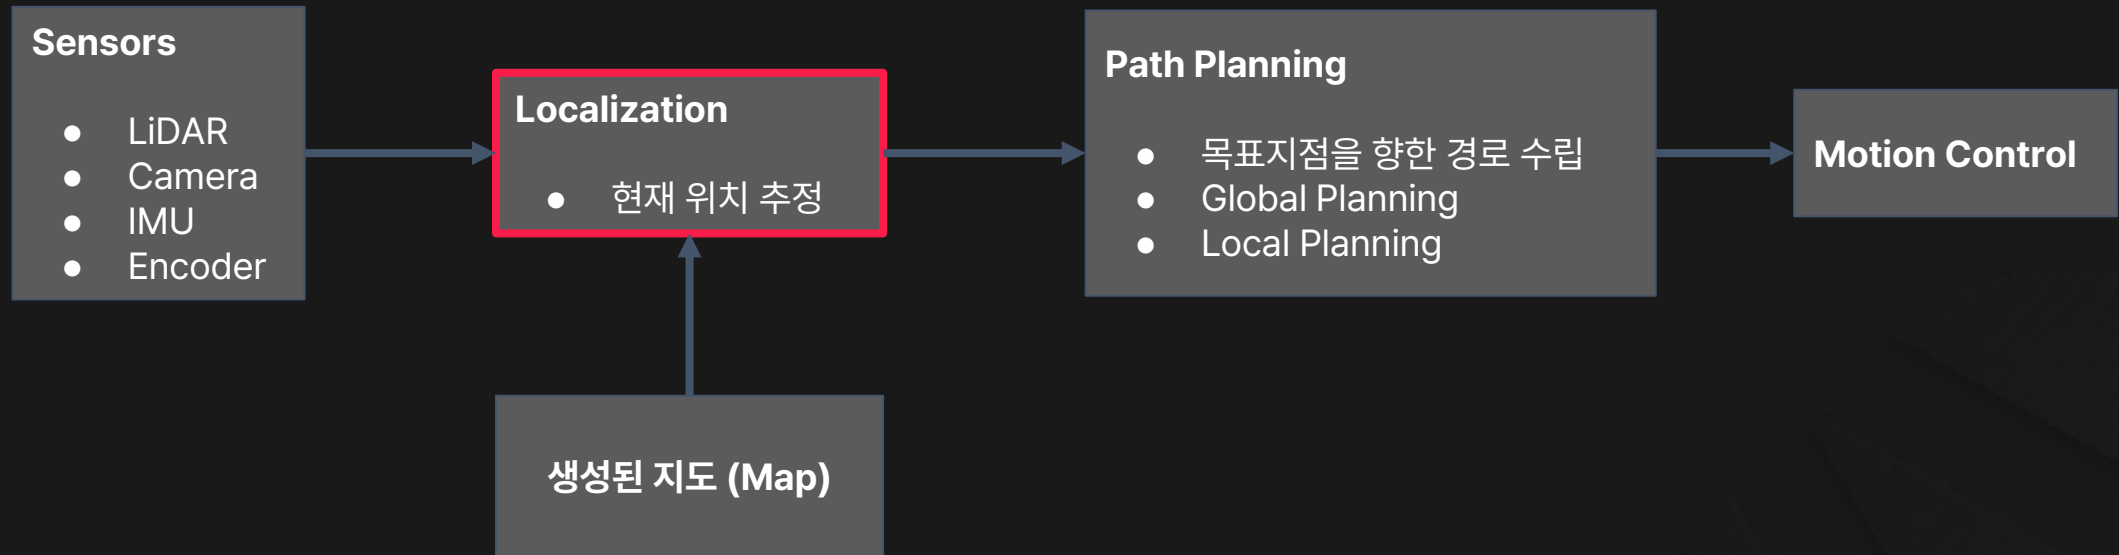 Sensors
● LiDAR
● Camera
● IMU
● Encoder
Localization
● 현재 위치 추정
생성된 지도 (Map)
Path Planning
● 목표지점을 향한 경로 수립
● Global Planning
● Local Planning
Motion Control